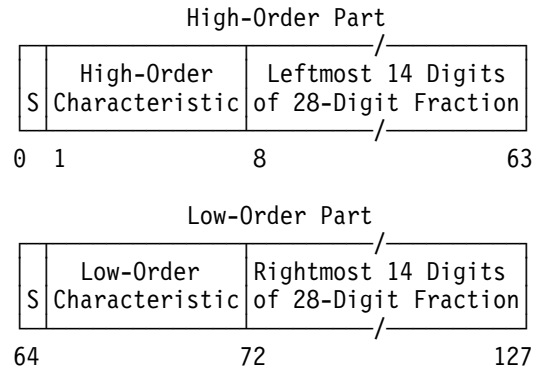 High-Order Part
High-Order Leftmost 14 Digits
S Characteristic of 28-Digit Fraction
0 1 8 63
Low-Order Part
Low-Order Rightmost 14 Digits
S Characteristic of 28-Digit Fraction
64 72 127